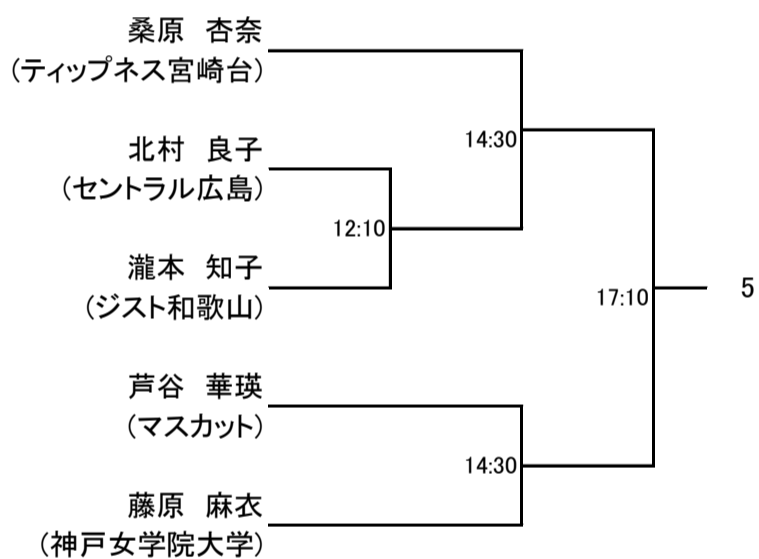 桑原　杏奈
（ティップネス宮崎台）
14:30
北村　良子
（セントラル広島）
12:10
瀧本　知子
（ジスト和歌山）
17:10
5
芦谷　華瑛
（マスカット）
14:30
藤原　麻衣
（神戸女学院大学）